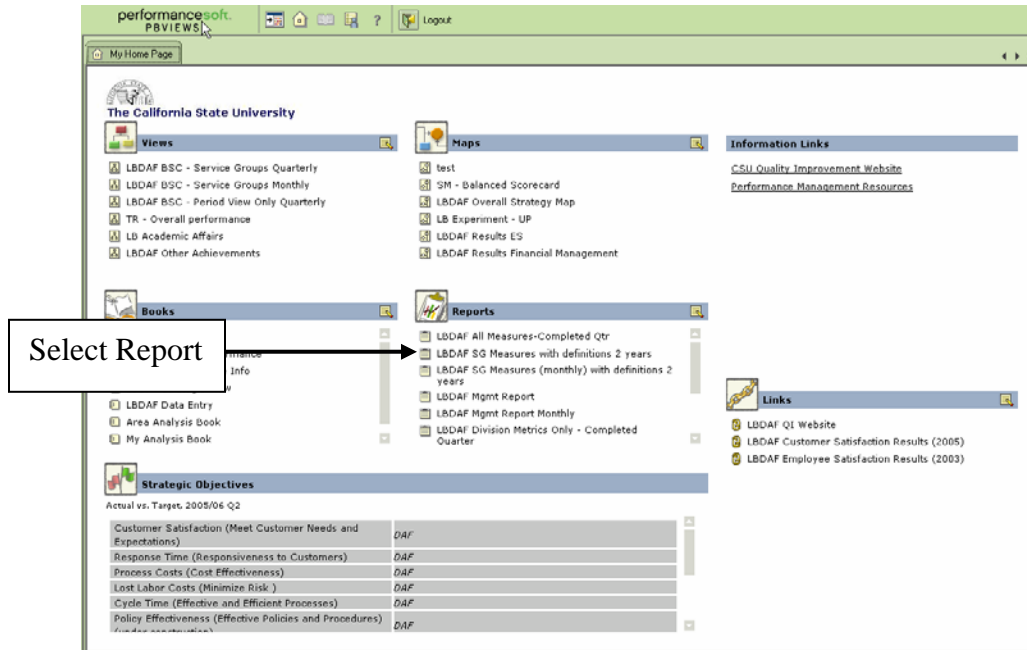 performancesoft.
PBVIEWS
?
Logout
My Home Page
The California State University
Views
LBDAF BSC - Service Groups Quarterly
LBDAF BSC - Service Groups Monthly
LBDAF BSC - Period View Only Quarterly
TR - Overall performance
LB Academic Affairs
LBDAF Other Achievements
Maps
test
SM - Balanced Scorecard
LBDAF Overall Strategy Map
LB Experiment - UP
LBDAF Results ES
LBDAF Results Financial Management
Information Links
CSU Quality Improvement Website
Performance Management Resources
Books
Info
LBDAF Data Entry
Area Analysis Book
My Analysis Book
Select Report
Reports
LBDAF All Measures-Completed Qtr
LBDAF SG Measures with definitions 2 years
LBDAF SG Measures (monthly) with definitions 2
years
LBDAF Mgmt Report
LBDAF Mgmt Report Monthly
LBDAF Division Metrics Only - Completed
Quarter
Links
LBDAF QI Website
LBDAF Customer Satisfaction Results (2005)
LBDAF Employee Satisfaction Results (2003)
Strategic Objectives
Actual vs. Target, 2005/06 Q2
Customer Satisfaction (Meet Customer Needs and
Expectations)
DAF
Response Time (Responsiveness to Customers)
DAF
Process Costs (Cost Effectiveness)
DAF
Lost Labor Costs (Minimize Risk )
DAF
Cycle Time (Effective and Efficient Processes)
DAF
Policy Effectiveness (Effective Policies and Procedures)
DAF